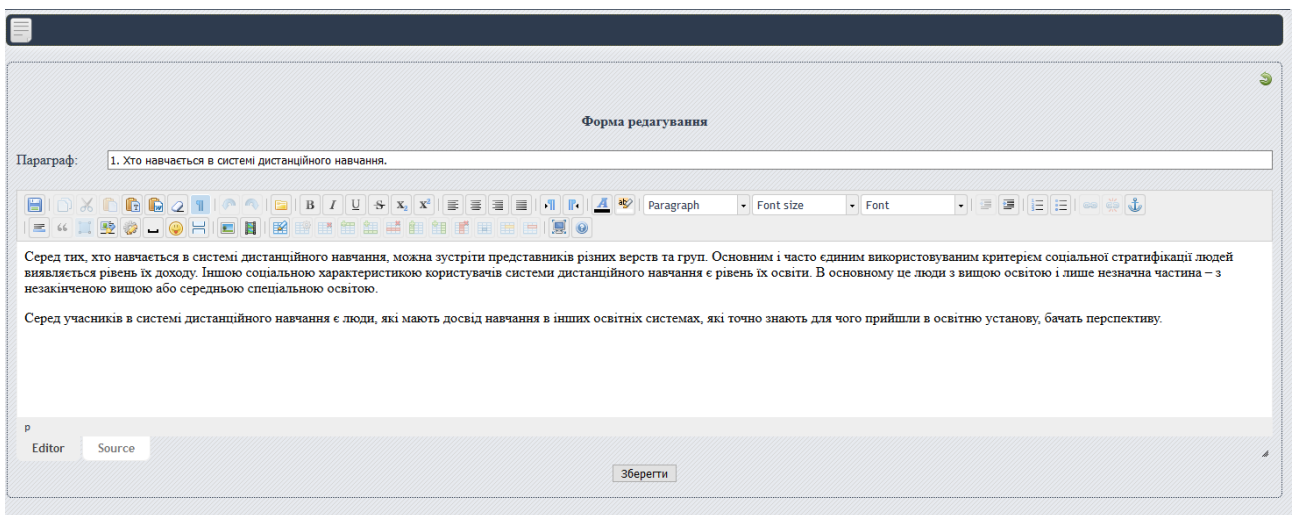 Форма редагування
Параграф: 1. Хто навчається в системі дистанційного навчання.
Paragraph Font size Font
Серед тих, хто навчається в системі дистанційного навчання, можна зустріти представників різних верств та груп. Основним і часто єдиним використовуваним критерієм соціальної стратифікації людей
виявляється рівень їх доходу. Іншою соціальною характеристикою користувачів системи дистанційного навчання є рівень їх освіти. В основному це люди з вищою освітою і лише незначна частина – з
незакінченою вищою або середньою спеціальною освітою.
Серед учасників в системі дистанційного навчання є люди, які мають досвід навчання в інших освітніх системах, які точно знають для чого прийшли в освітню установу, бачать перспективу.
p
Editor Source
Зберегти